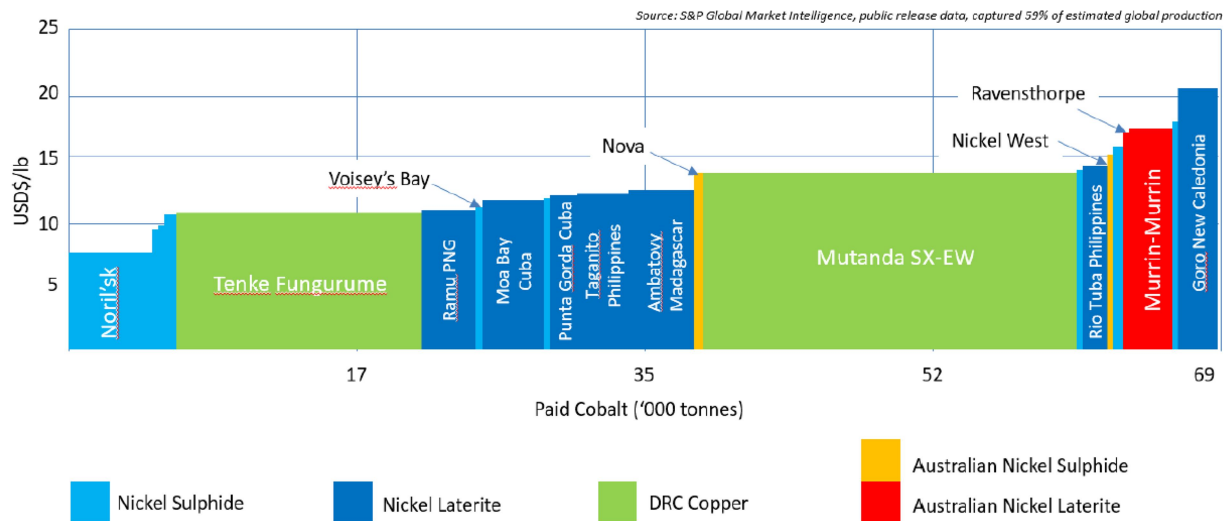 Source: S&P Global Market Intelligence, public release data, captured 59% of estimated global production
25
20
15
10
5
USD$/lb
Noril'sk
Tenke Fungurume
Ramu PNG
Voisey's Bay
Moa Bay
Cuba
Punta Gorda Cuba
Taganito
Philippines
Ambatovy
Madagascar
Nova
Mutanda SX-EW
Rio Tuba Philippines
Nickel West
Ravensthorpe
Murrin-Murrin
Goro New Caledonia
17
35
52
69
Paid Cobalt ('000 tonnes)
Nickel Sulphide
Nickel Laterite
DRC Copper
Australian Nickel Sulphide
Australian Nickel Laterite